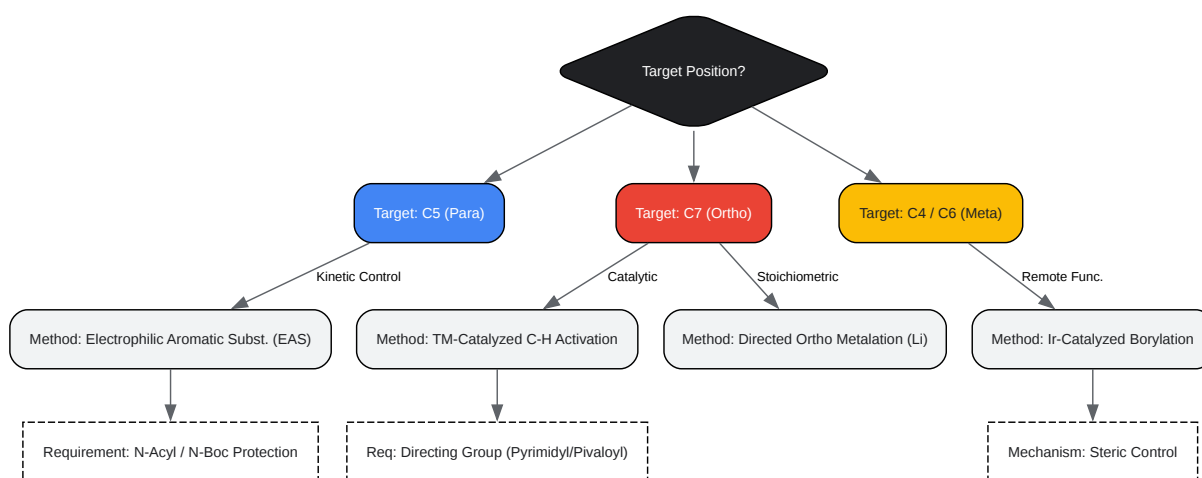 Target Position?
Target: C5 (Para)
Target: C7 (Ortho)
Target: C4 / C6 (Meta)
Kinetic Control
Catalytic
Stoichiometric
Remote Func.
Method: Electrophilic Aromatic Subst. (EAS)
Method: TM-Catalyzed C-H Activation
Method: Directed Ortho Metalation (Li)
Method: Ir-Catalyzed Borylation
Requirement: N-Acyl / N-Boc Protection
Req: Directing Group (Pyrimidyl/Pivaloyl)
Mechanism: Steric Control